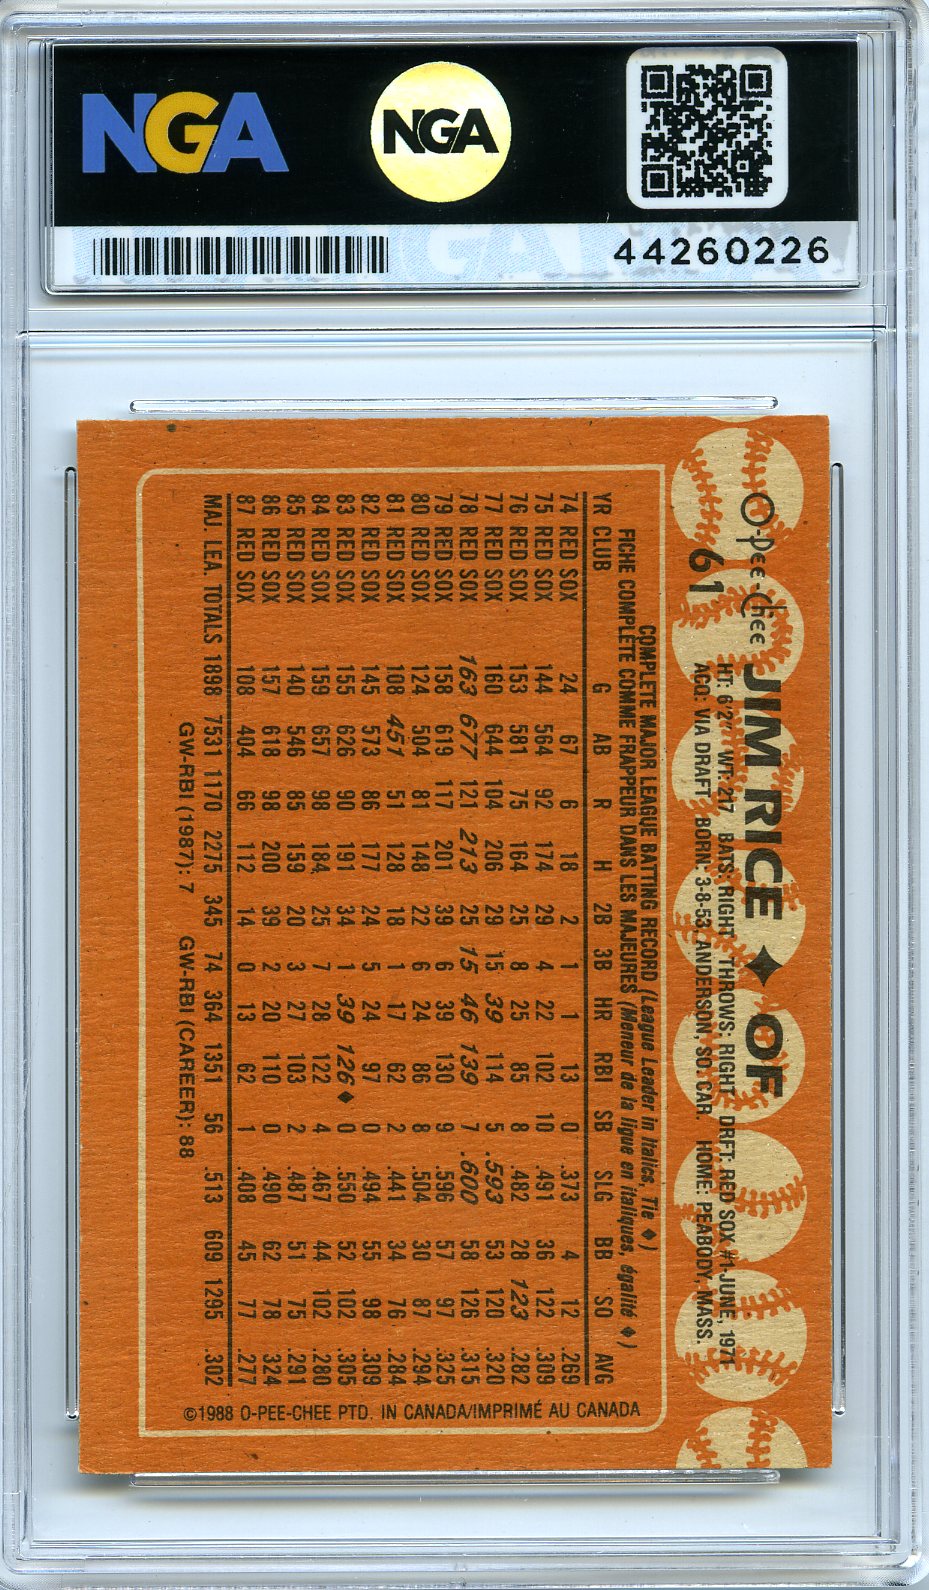 NGA
NGA
44260226
O-Pee-Chee
61
JIM RICE ✦ OF
HT: 6'2" WT: 217 BATS: RIGHT THROWS: RIGHT DRFT: RED SOX #1-JUNE, 1971
ACQ: VIA DRAFT BORN: 3-8-53 ANDERSON, SO. CAR. HOME: PEABODY, MASS.
COMPLETE MAJOR LEAGUE BATTING RECORD (League Leader in Italics, Tie ♦)
FICHE COMPLÈTE COMME FRAPPEUR DANS LES MAJEURES (Meneur de la ligue en italiques, égalité ♦)
YR CLUB G AB R H 2B 3B HR RBI SB SLG BB SO AVG
74 RED SOX 24 67 6 18 2 1 1 13 0 .373 4 12 .269
75 RED SOX 144 564 92 174 29 4 22 102 10 .491 36 122 .309
76 RED SOX 153 581 75 164 25 8 25 85 8 .482 28 123 .282
77 RED SOX 160 644 104 206 29 15 39 114 5 .593 53 120 .320
78 RED SOX 163 677 121 213 25 15 46 139 7 .600 58 126 .315
79 RED SOX 158 619 117 201 39 6 39 130 9 .596 57 97 .325
80 RED SOX 124 504 81 148 22 6 24 86 8 .504 30 87 .294
81 RED SOX 108 451 51 128 18 1 17 62 2 .441 34 76 .284
82 RED SOX 145 573 86 177 24 5 24 97 0 .494 55 98 .309
83 RED SOX 155 626 90 191 34 1 39 126♦ 0 .550 52 102 .305
84 RED SOX 159 657 98 184 25 7 28 122 4 .467 44 102 .280
85 RED SOX 140 546 85 159 20 3 27 103 2 .487 51 75 .291
86 RED SOX 157 618 98 200 39 2 20 110 0 .490 62 78 .324
87 RED SOX 108 404 66 112 14 0 13 62 1 .408 45 77 .277
MAJ. LEA. TOTALS 1898 7531 1170 2275 345 74 364 1351 56 .513 609 1295 .302
GW-RBI (1987): 7 GW-RBI (CAREER): 88
©1988 O-PEE-CHEE PTD. IN CANADA/IMPRIMÉ AU CANADA